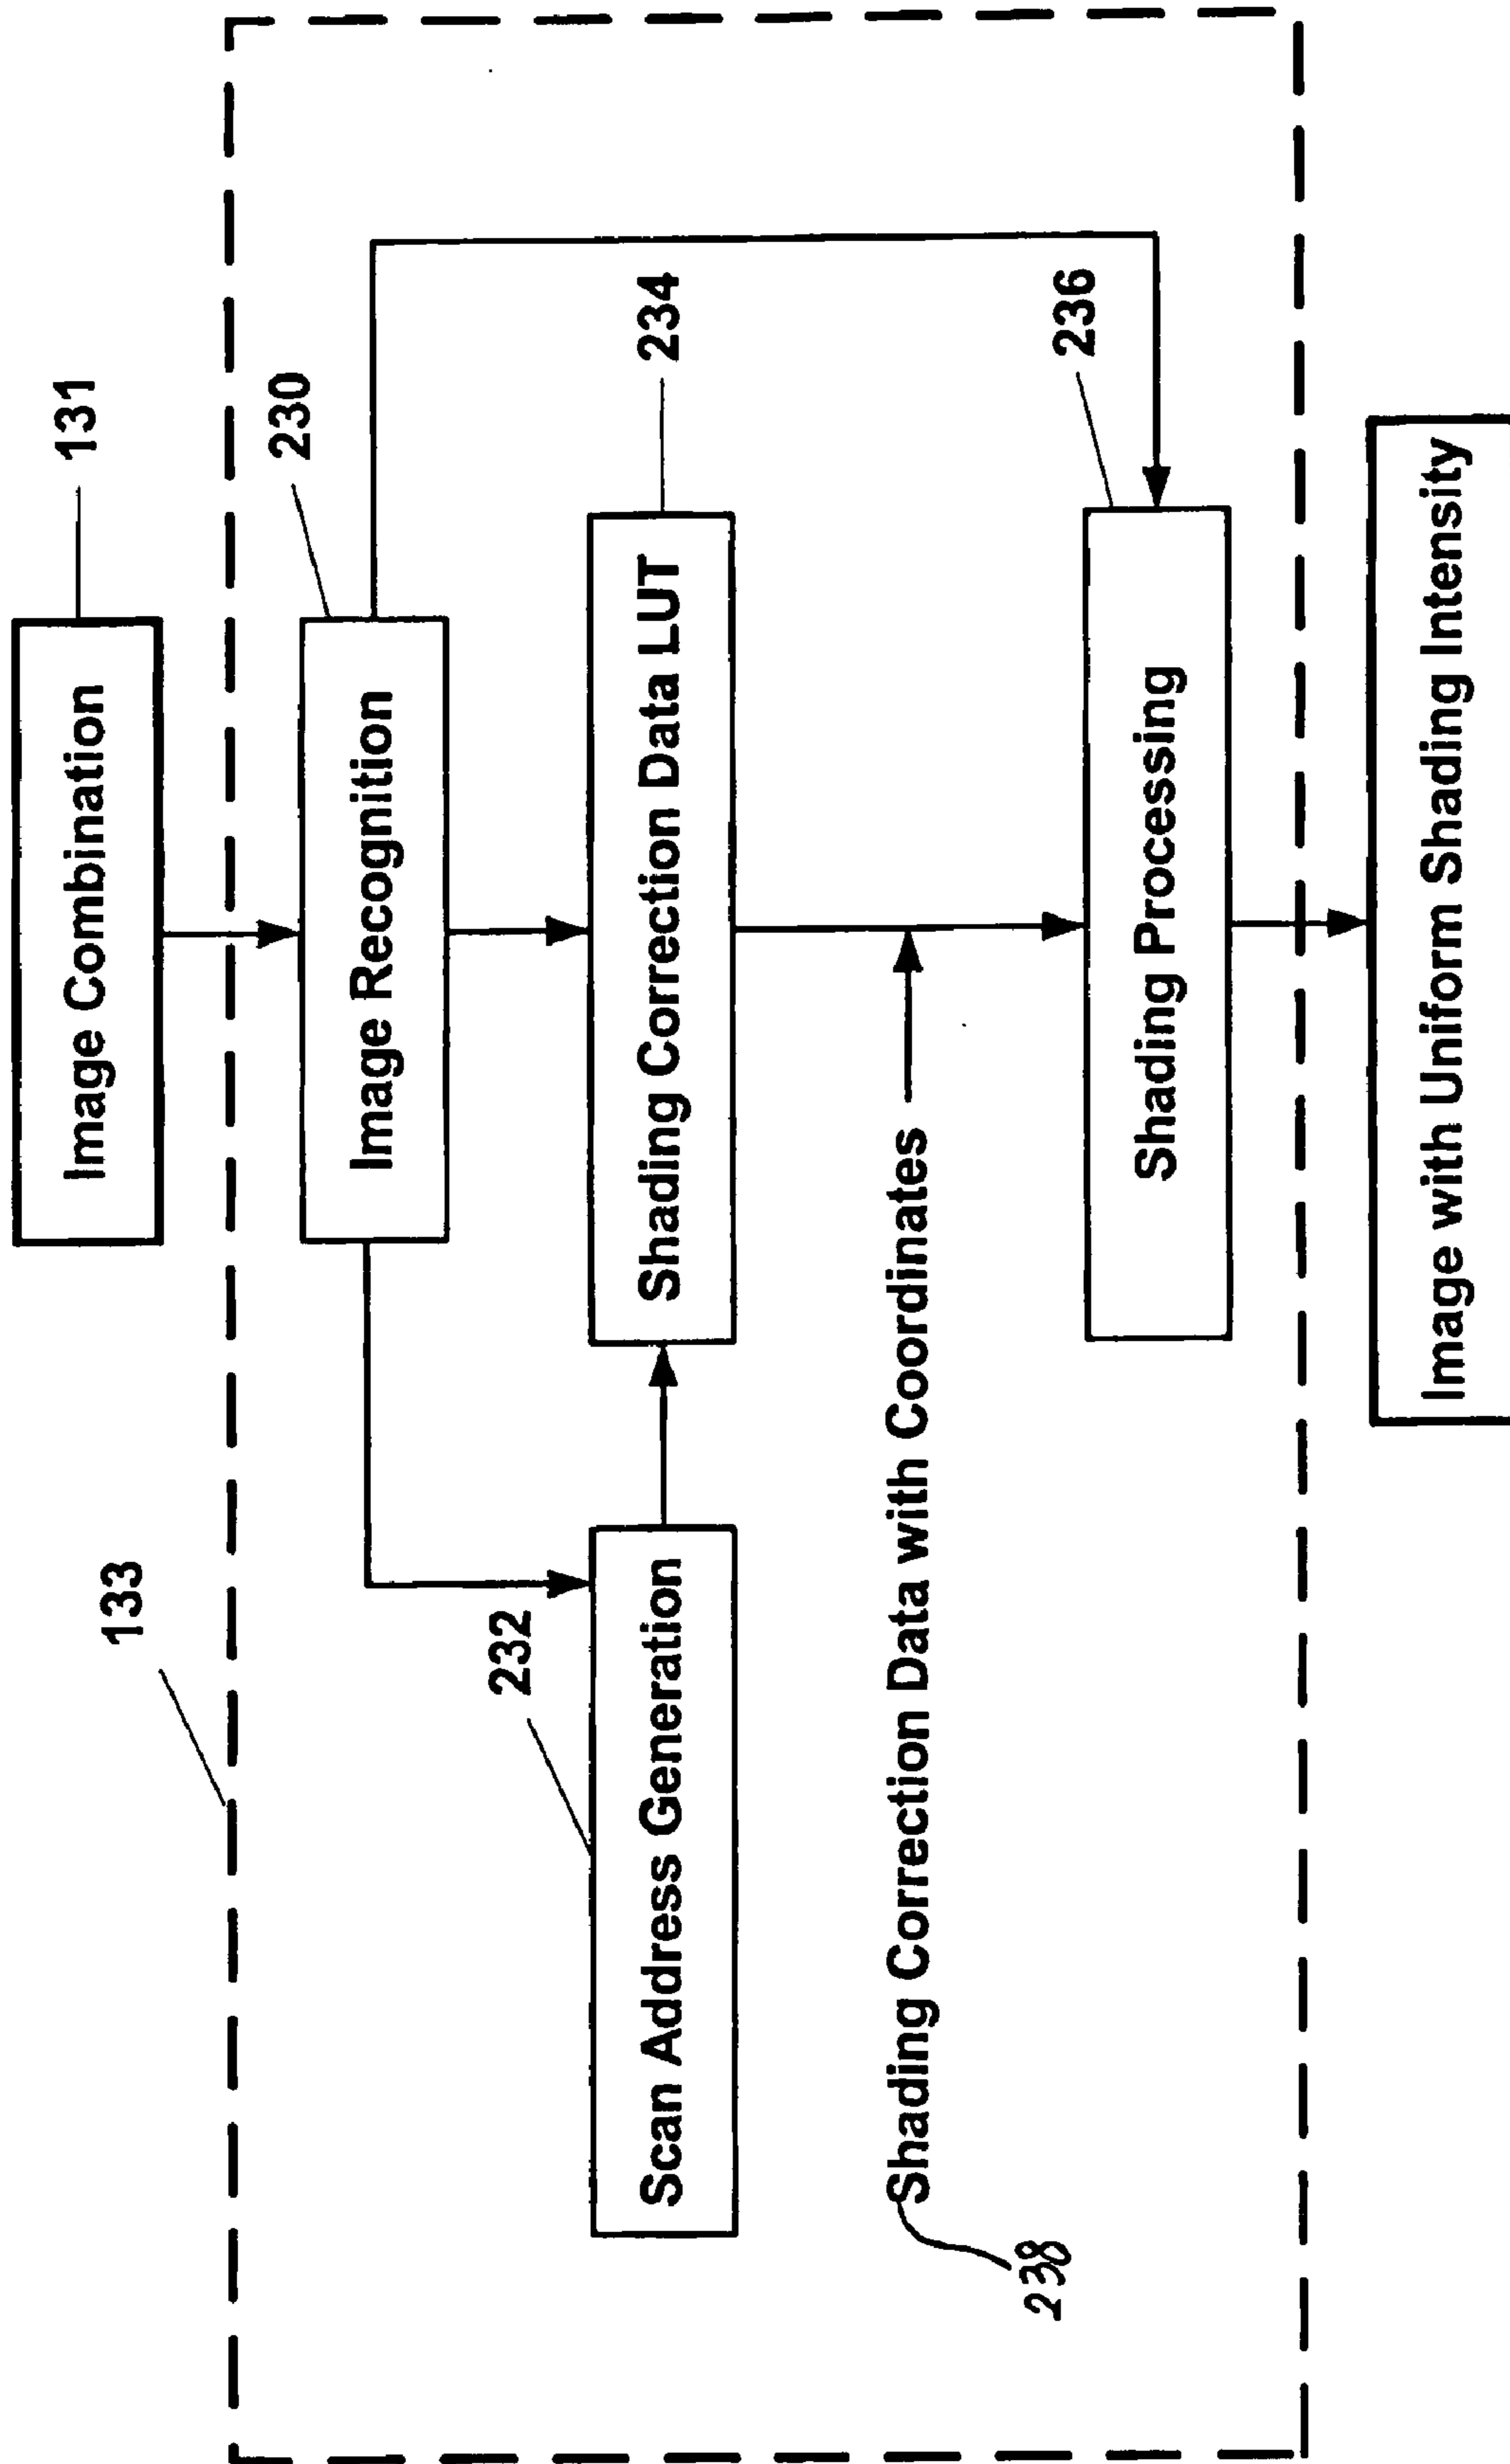 Image Combination
131
133
Image Recognition
230
232
Scan Address Generation
Shading Correction Data LUT
234
Shading Correction Data with Coordinates
238
Shading Processing
236
Image with Uniform Shading Intensity